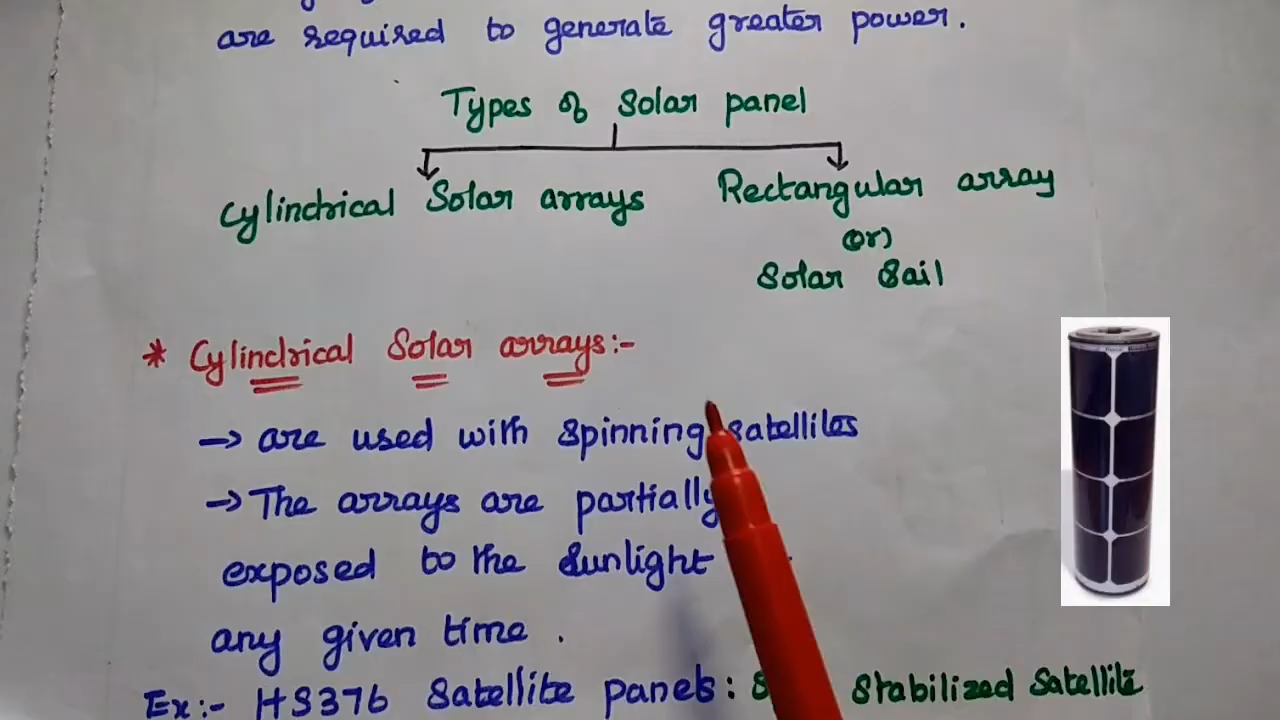 are required to generate greater power.
Types of Solar panel
Cylindrical Solar arrays
Rectangular array
(or)
Solar Sail
* Cylindrical Solar arrays:-
→ are used with spinning satellites
→ The arrays are partially
exposed to the Sunlight
any given time.
Ex:- HS376 Satellite panels: Stabilized Satellite